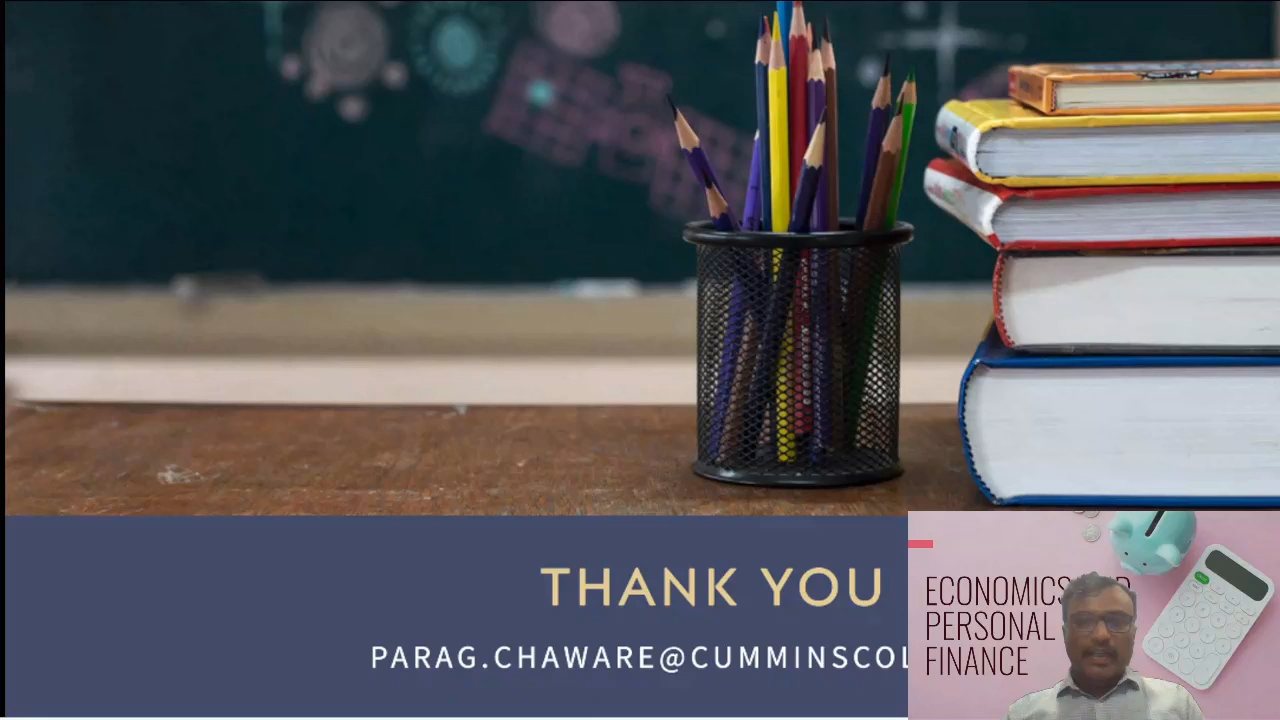 THANK YOU
PARAG.CHAWARE@CUMMINSCOL
ECONOMICS
PERSONAL
FINANCE